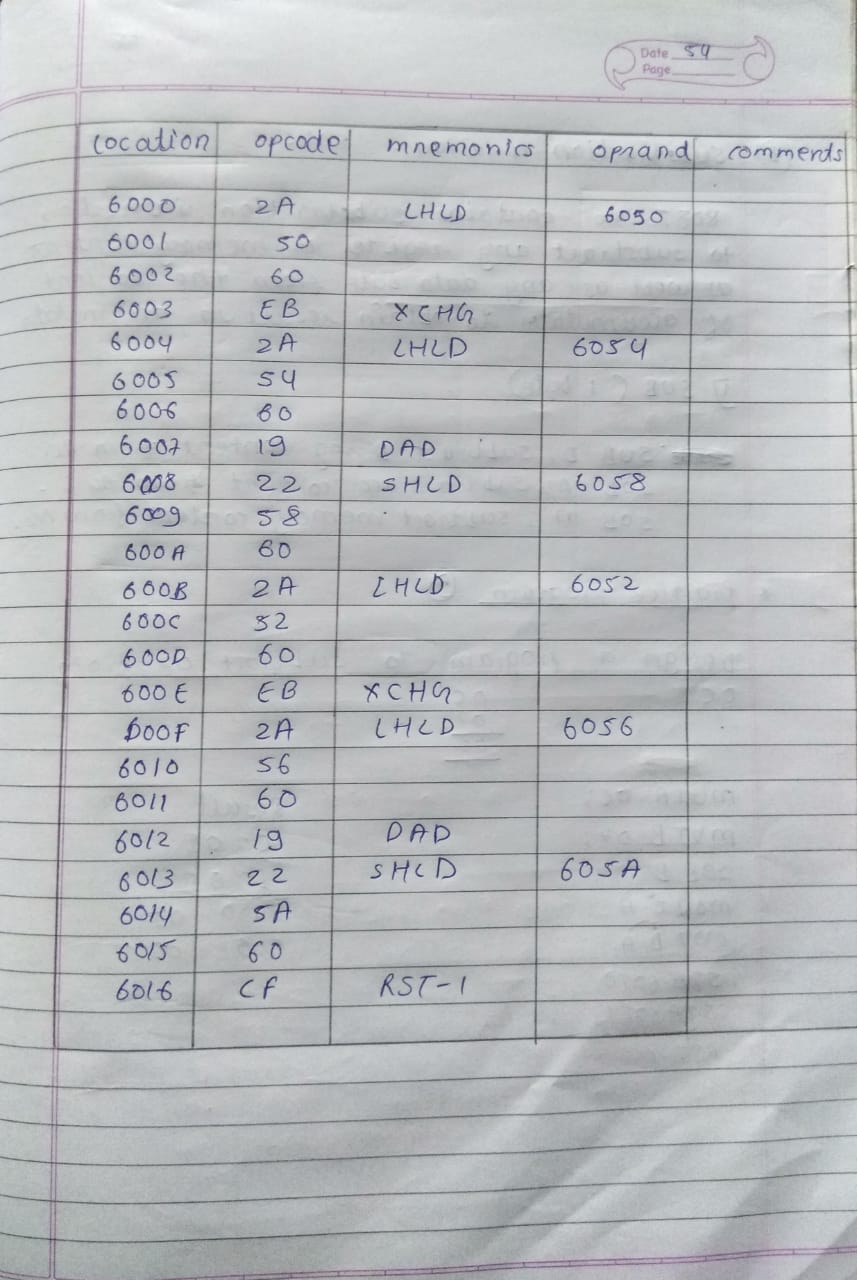 Date 54
Page
location opcode mnemonics oprand comments
6000 2A LHLD 6050
6001 50
6002 60
6003 EB XCHG
6004 2A LHLD 6054
6005 54
6006 60
6007 19 DAD
6008 22 SHLD 6058
6009 58
600A 60
600B 2A LHLD 6052
600C 52
600D 60
600E EB XCHG
600F 2A LHLD 6056
6010 56
6011 60
6012 19 DAD
6013 22 SHLD 605A
6014 5A
6015 60
6016 CF RST-1